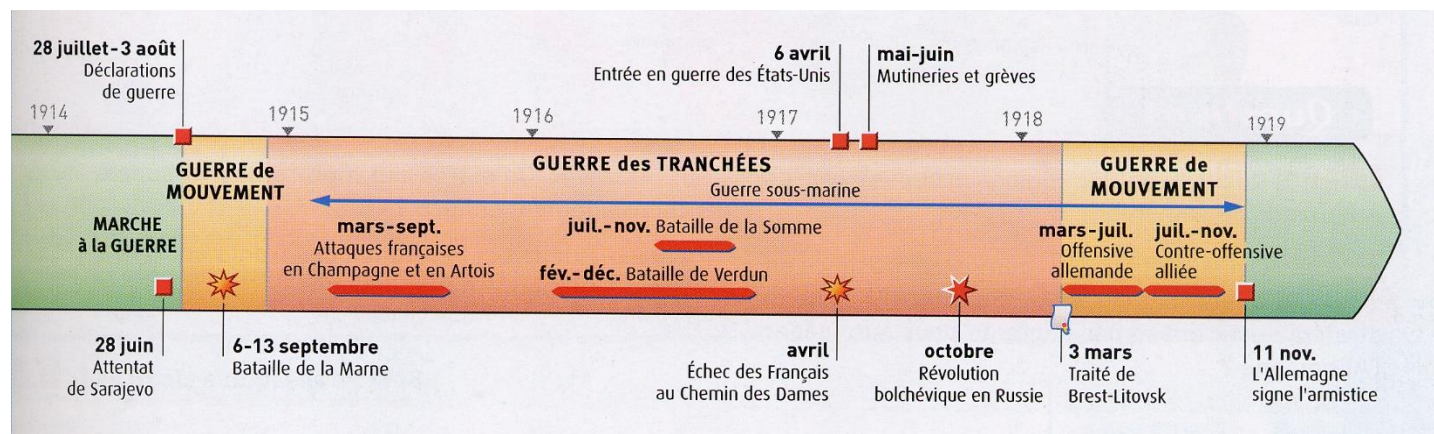 28 juillet-3 août
Déclarations
de guerre
6 avril
Entrée en guerre des États-Unis
mai-juin
Mutineries et grèves
1914
1915
1916
1917
1918
1919
GUERRE de
MOUVEMENT
GUERRE des TRANCHÉES
GUERRE de
MOUVEMENT
Guerre sous-marine
MARCHE
à la GUERRE
mars-sept.
Attaques françaises
en Champagne et en Artois
juil.-nov. Bataille de la Somme
fév.-déc. Bataille de Verdun
mars-juil.
Offensive
allemande
juil.-nov.
Contre-offensive
alliée
28 juin
Attentat
de Sarajevo
6-13 septembre
Bataille de la Marne
avril
Échec des Français
au Chemin des Dames
octobre
Révolution
bolchévique en Russie
3 mars
Traité de
Brest-Litovsk
11 nov.
L'Allemagne
signe l'armistice